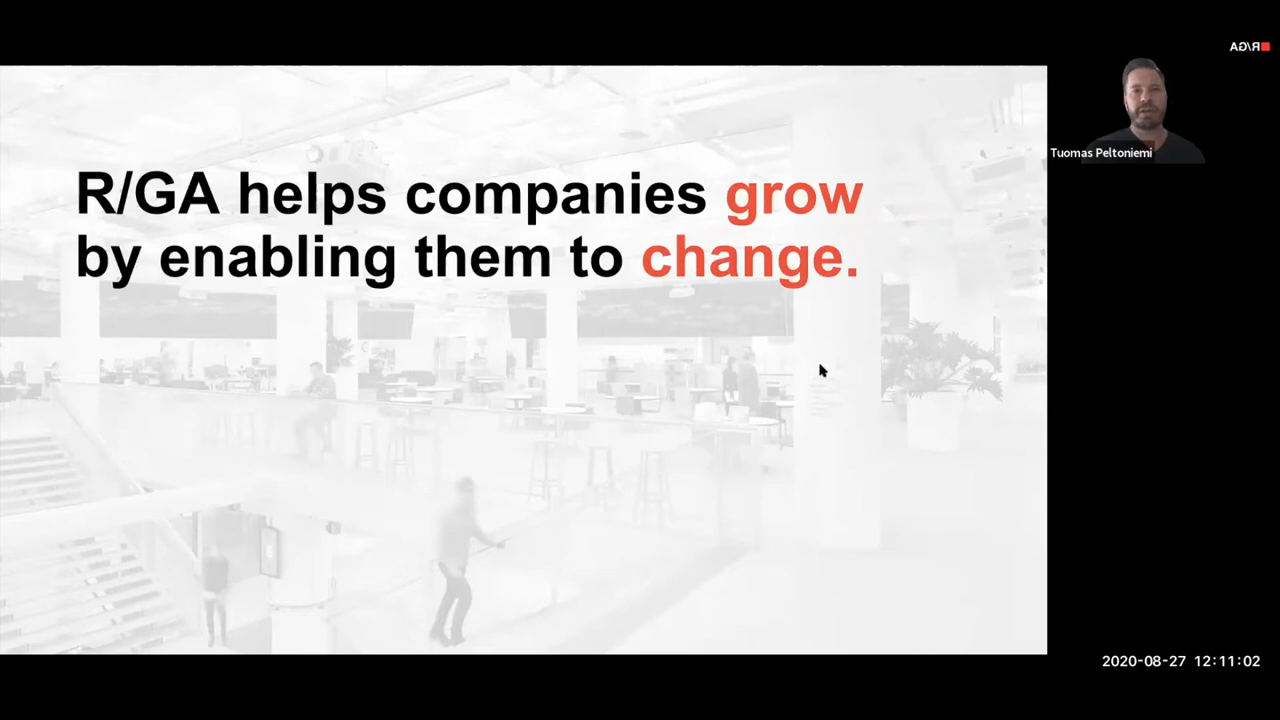 R/GA helps companies grow
by enabling them to change.
R/GA
Tuomas Peltoniemi
2020-08-27 12:11:02